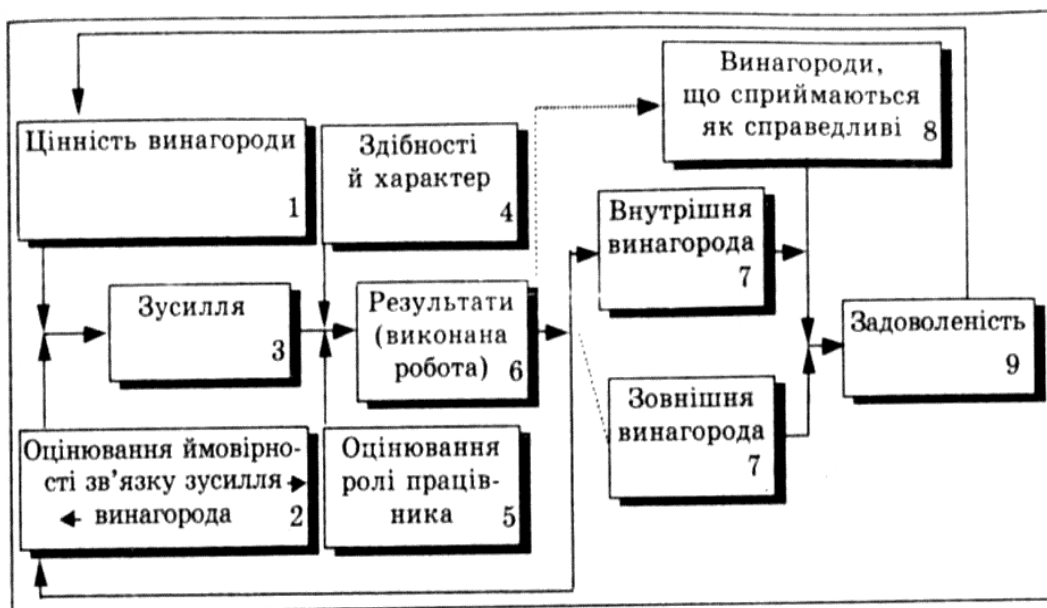 Цінність винагороди
1
Здібності
й характер
4
Винагороди,
що сприймаються
як справедливі
8
Зусилля
3
Результати
(виконана
робота)
6
Внутрішня
винагорода
7
Задоволеність
9
Зовнішня
винагорода
7
Оцінювання ймовірно-
сті зв’язку зусилля
винагорода
2
Оцінювання
ролі праців-
ника
5